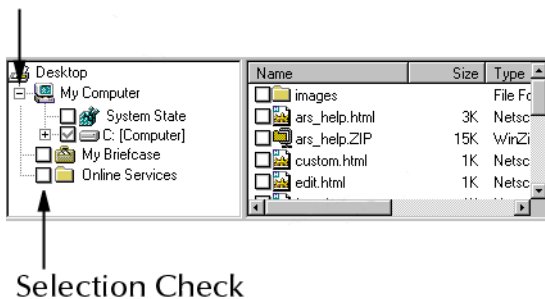 Desktop
My Computer
System State
C: [Computer]
My Briefcase
Online Services
Name Size Type
images File Fo
ars_help.html 3K Netsc
ars_help.ZIP 15K WinZi
custom.html 1K Netsc
edit.html 1K Netsc
Selection Check